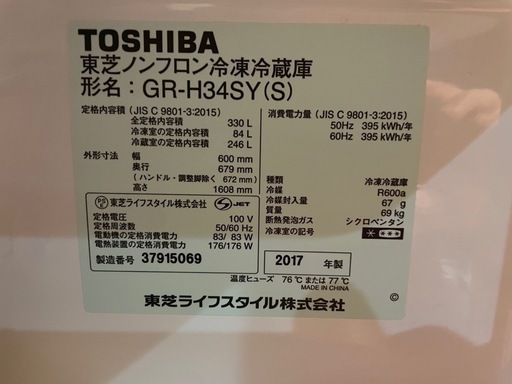 TOSHIBA
東芝ノンフロン冷凍冷蔵庫
形名：GR-H34SY(S)
定格内容積（JIS C 9801-3:2015）
全定格内容積 330 L
冷凍室の定格内容積 84 L
冷蔵室の定格内容積 246 L
外形寸法 幅 600 mm
奥行 679 mm
（ハンドル・調整脚除く 672 mm）
高さ 1608 mm
消費電力量（JIS C 9801-3:2015）
50Hz 395 kWh/年
60Hz 395 kWh/年
種類 冷凍冷蔵庫
冷媒 R600a
冷媒封入量 67 g
質量 69 kg
断熱発泡ガス シクロペンタン
冷凍室の記号
PS E 東芝ライフスタイル株式会社 S JET
定格電圧 100 V
定格周波数 50/60 Hz
電動機の定格消費電力 83/ 83 W
電熱装置の定格消費電力 176/176 W
製造番号 37915069
2017 年製
温度ヒューズ 76℃ または 77℃
MADE IN CHINA
東芝ライフスタイル株式会社 ©